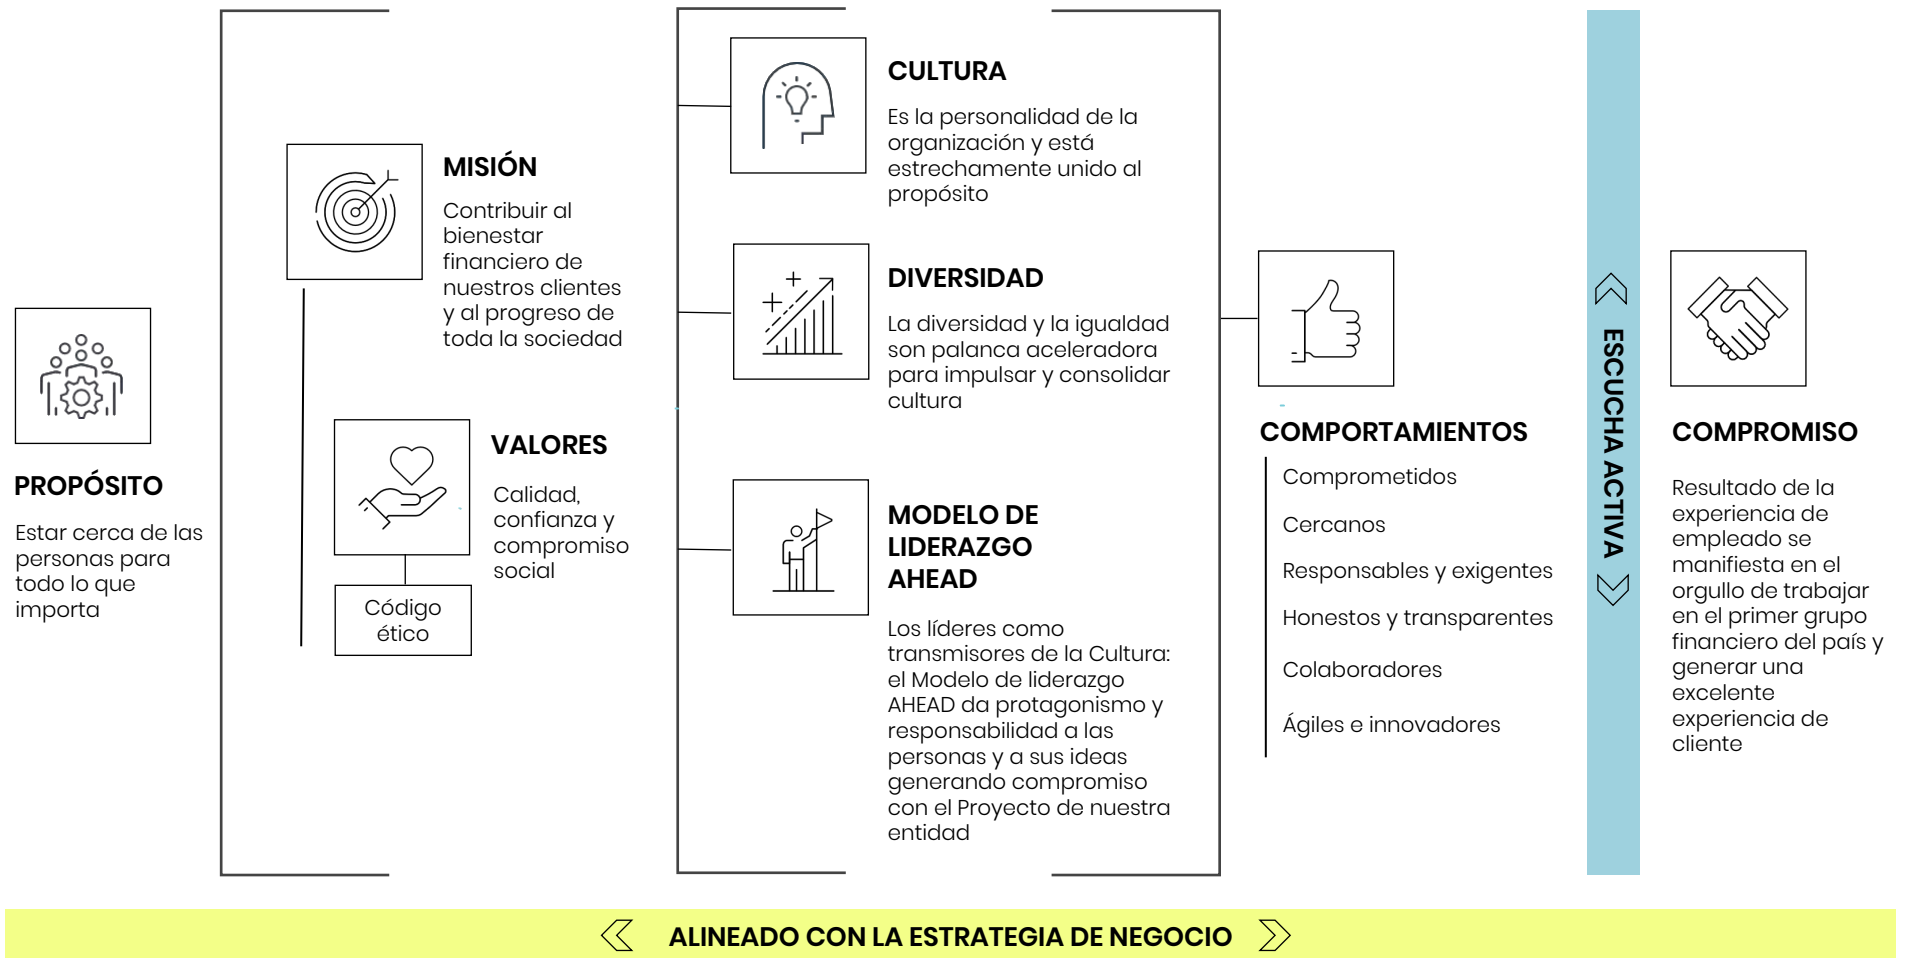 PROPÓSITO
Estar cerca de las
personas para
todo lo que
importa
MISIÓN
Contribuir al
bienestar
financiero de
nuestros clientes
y al progreso de
toda la sociedad
VALORES
Calidad,
confianza y
compromiso
social
Código
ético
CULTURA
Es la personalidad de la
organización y está
estrechamente unido al
propósito
DIVERSIDAD
La diversidad y la igualdad
son palanca aceleradora
para impulsar y consolidar
cultura
MODELO DE
LIDERAZGO
AHEAD
Los líderes como
transmisores de la Cultura:
el Modelo de liderazgo
AHEAD da protagonismo y
responsabilidad a las
personas y a sus ideas
generando compromiso
con el Proyecto de nuestra
entidad
COMPORTAMIENTOS
Comprometidos
Cercanos
Responsables y exigentes
Honestos y transparentes
Colaboradores
Ágiles e innovadores
ESCUCHA ACTIVA
COMPROMISO
Resultado de la
experiencia de
empleado se
manifiesta en el
orgullo de trabajar
en el primer grupo
financiero del país y
generar una
excelente
experiencia de
cliente
ALINEADO CON LA ESTRATEGIA DE NEGOCIO